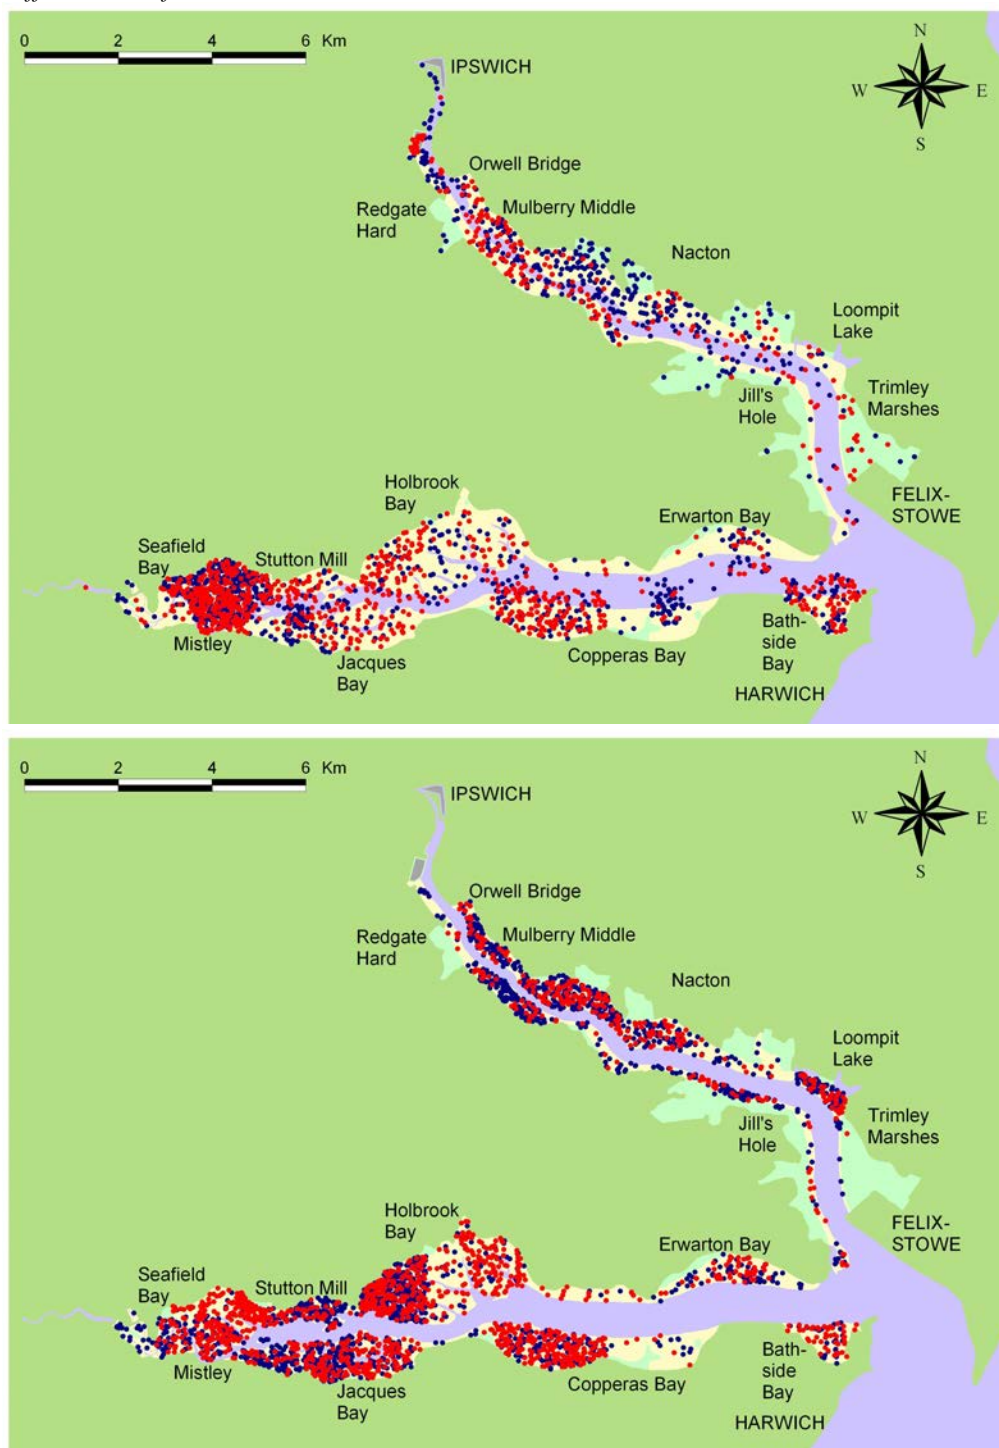 0 2 4 6 Km
N
W E
S
IPSWICH
Orwell Bridge
Redgate
Hard
Mulberry Middle
Nacton
Loompit
Lake
Jill's
Hole
Trimley
Marshes
Holbrook
Bay
FELIX-
STOWE
Erwarton Bay
Seafield
Bay
Stutton Mill
Mistley
Jacques
Bay
Copperas Bay
Bath-
side
Bay
HARWICH
0 2 4 6 Km
N
W E
S
IPSWICH
Orwell Bridge
Redgate
Hard
Mulberry Middle
Nacton
Loompit
Lake
Jill's
Hole
Trimley
Marshes
Holbrook
Bay
FELIX-
STOWE
Erwarton Bay
Seafield
Bay
Stutton Mill
Mistley
Jacques
Bay
Copperas Bay
Bath-
side
Bay
HARWICH